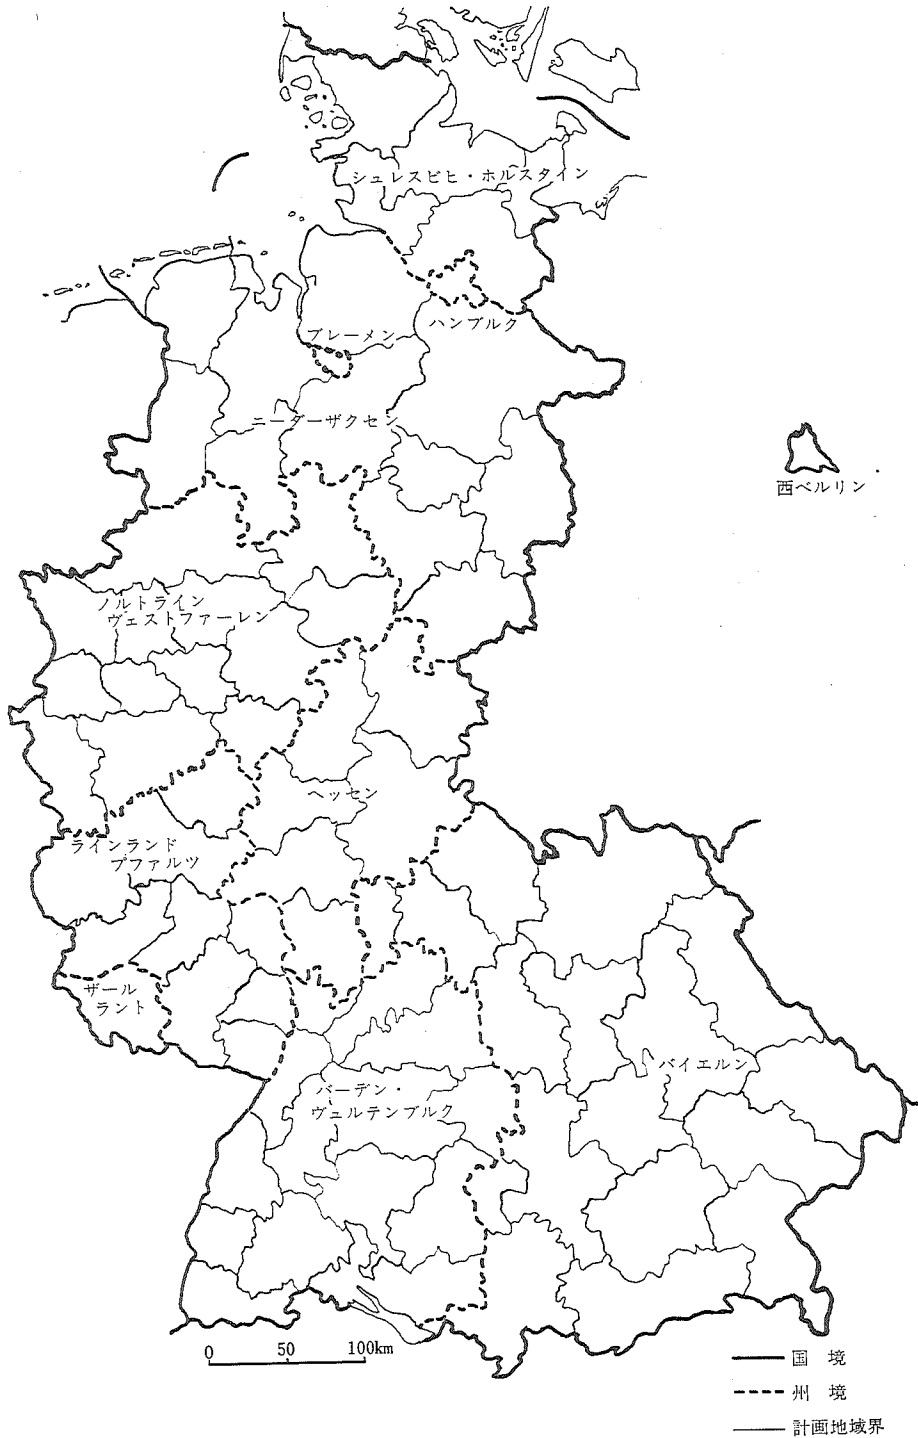 シュレスビヒ・ホルスタイン
ハンブルク
ブレーメン
ニーダーザクセン
西ベルリン
ノルトライン
ヴェストファーレン
ヘッセン
ラインランド
プファルツ
ザール
ラント
バイエルン
バーデン・
ヴュルテンブルク
0 50 100km
国境
州境
計画地域界